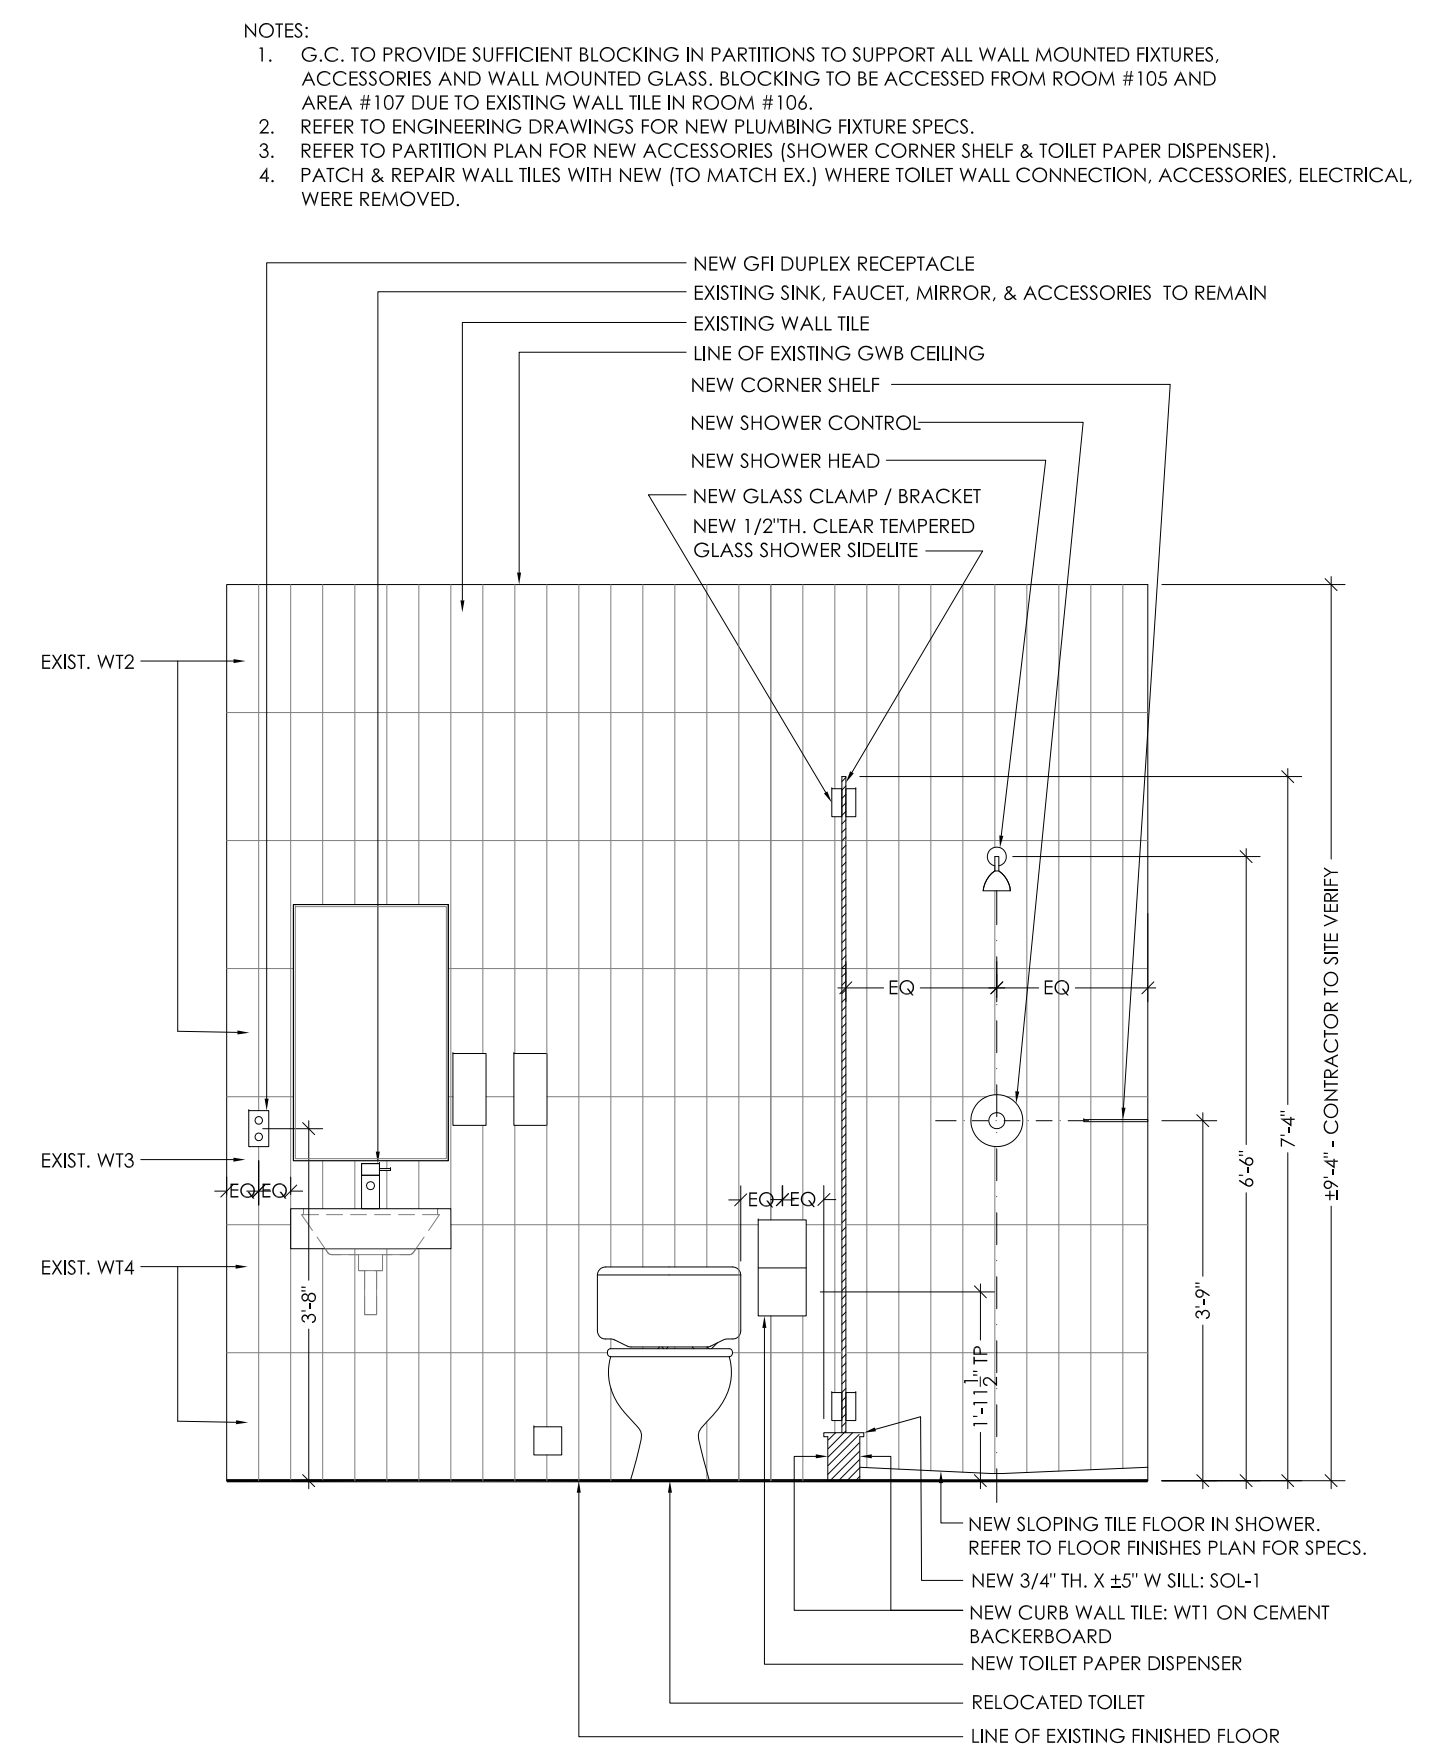 NOTES:
1. G.C. TO PROVIDE SUFFICIENT BLOCKING IN PARTITIONS TO SUPPORT ALL WALL MOUNTED FIXTURES,
ACCESSORIES AND WALL MOUNTED GLASS. BLOCKING TO BE ACCESSED FROM ROOM #105 AND
AREA #107 DUE TO EXISTING WALL TILE IN ROOM #106.
2. REFER TO ENGINEERING DRAWINGS FOR NEW PLUMBING FIXTURE SPECS.
3. REFER TO PARTITION PLAN FOR NEW ACCESSORIES (SHOWER CORNER SHELF & TOILET PAPER DISPENSER).
4. PATCH & REPAIR WALL TILES WITH NEW (TO MATCH EX.) WHERE TOILET WALL CONNECTION, ACCESSORIES, ELECTRICAL,
WERE REMOVED.
NEW GFI DUPLEX RECEPTACLE
EXISTING SINK, FAUCET, MIRROR, & ACCESSORIES TO REMAIN
EXISTING WALL TILE
LINE OF EXISTING GWB CEILING
NEW CORNER SHELF
NEW SHOWER CONTROL
NEW SHOWER HEAD
NEW GLASS CLAMP / BRACKET
NEW 1/2"TH. CLEAR TEMPERED
GLASS SHOWER SIDELITE
EXIST. WT2
EXIST. WT3
EXIST. WT4
EQ EQ
3'-8"
EQ EQ
EQ EQ
1'-11 1/2" TP
3'-9"
6'-6"
7'-4"
±9'-4" - CONTRACTOR TO SITE VERIFY
NEW SLOPING TILE FLOOR IN SHOWER.
REFER TO FLOOR FINISHES PLAN FOR SPECS.
NEW 3/4" TH. X ±5" W SILL: SOL-1
NEW CURB WALL TILE: WT1 ON CEMENT
BACKERBOARD
NEW TOILET PAPER DISPENSER
RELOCATED TOILET
LINE OF EXISTING FINISHED FLOOR